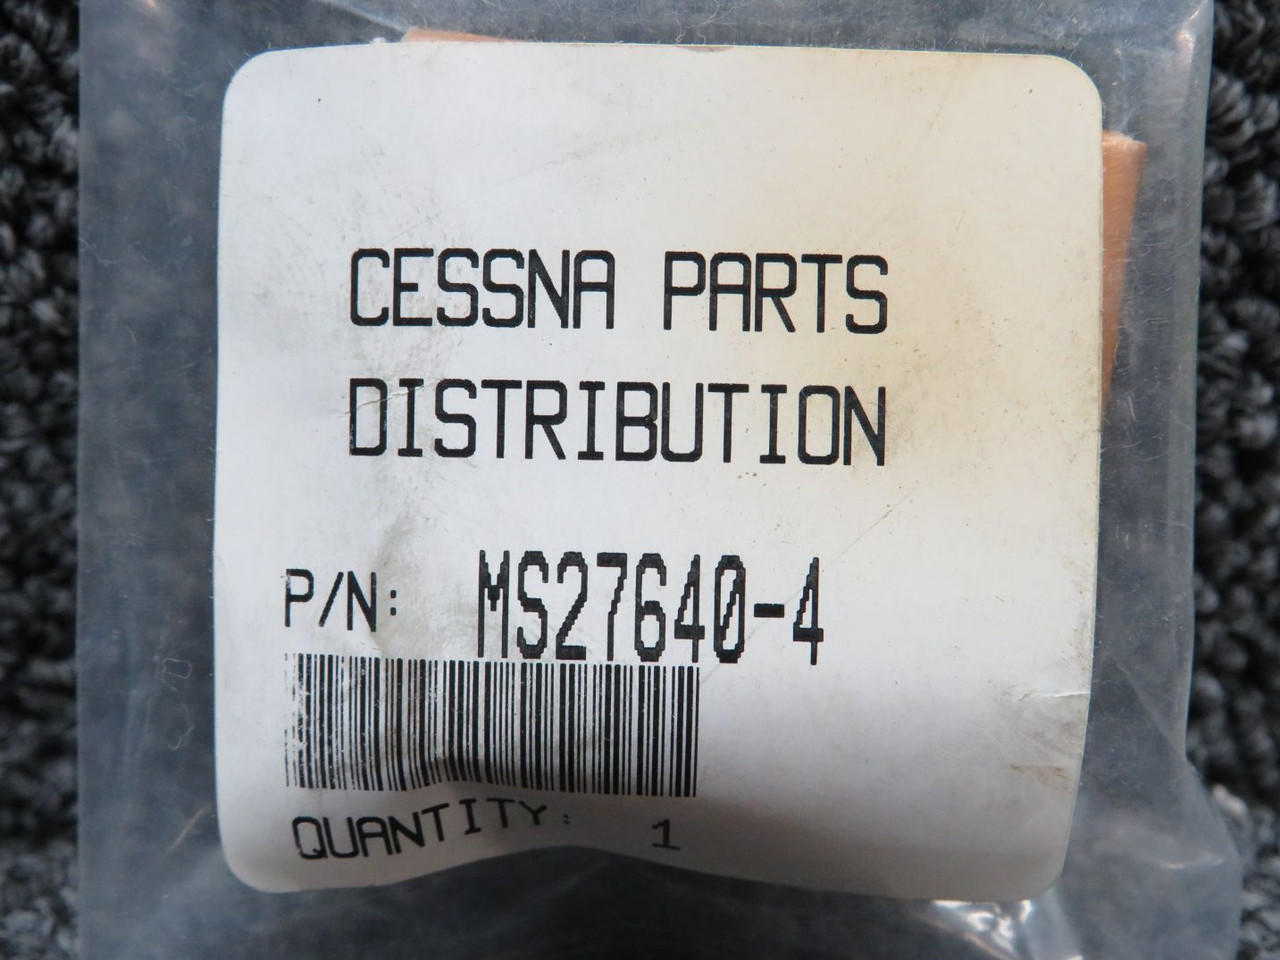 CESSNA PARTS
DISTRIBUTION
P/N: MS27640-4
QUANTITY: 1